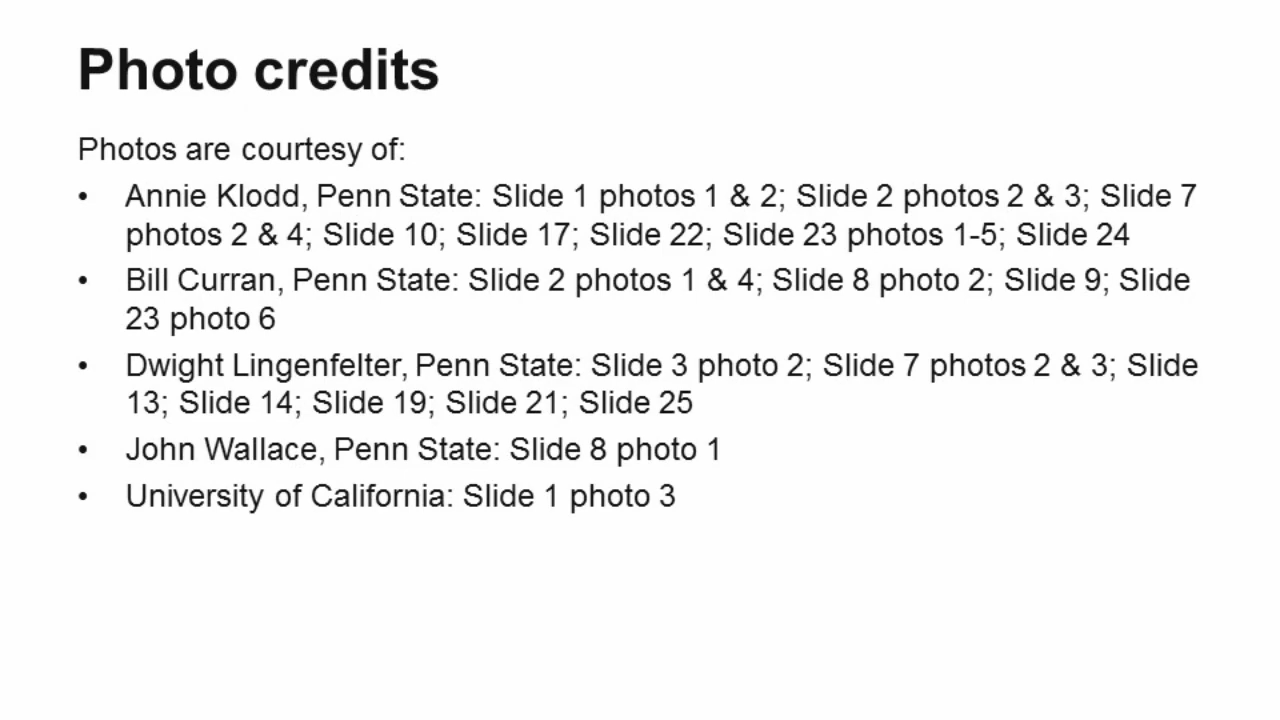 Photo credits
Photos are courtesy of:
• Annie Klodd, Penn State: Slide 1 photos 1 & 2; Slide 2 photos 2 & 3; Slide 7
photos 2 & 4; Slide 10; Slide 17; Slide 22; Slide 23 photos 1-5; Slide 24
• Bill Curran, Penn State: Slide 2 photos 1 & 4; Slide 8 photo 2; Slide 9; Slide
23 photo 6
• Dwight Lingenfelter, Penn State: Slide 3 photo 2; Slide 7 photos 2 & 3; Slide
13; Slide 14; Slide 19; Slide 21; Slide 25
• John Wallace, Penn State: Slide 8 photo 1
• University of California: Slide 1 photo 3